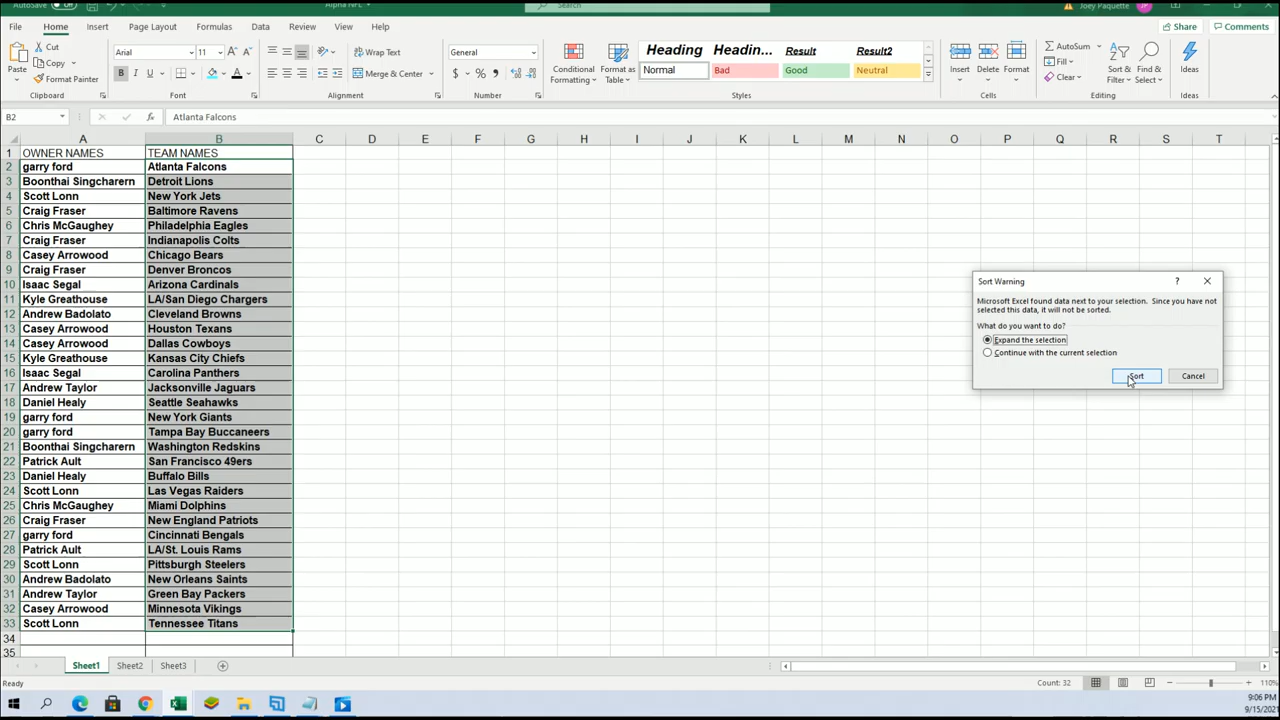 AutoSave Off Alpha NFL Search Joey Paquette JP
File Home Insert Page Layout Formulas Data Review View Help Share Comments
Paste Cut Copy Format Painter
Arial 11 A A
B I U A
Wrap Text
Merge & Center
General
$ % ,
Conditional Formatting
Format as Table
Heading Headin... Result Result2
Normal Bad Good Neutral
Insert Delete Format
AutoSum Fill Clear
Sort & Filter Find & Select
Ideas
Clipboard Font Alignment Number Styles Cells Editing Ideas
B2 fx Atlanta Falcons
A B C D E F G H I J K L M N O P Q R S T
1 OWNER NAMES TEAM NAMES
2 garry ford Atlanta Falcons
3 Boonthai Singcharern Detroit Lions
4 Scott Lonn New York Jets
5 Craig Fraser Baltimore Ravens
6 Chris McGaughey Philadelphia Eagles
7 Craig Fraser Indianapolis Colts
8 Casey Arrowood Chicago Bears
9 Craig Fraser Denver Broncos
10 Isaac Segal Arizona Cardinals
11 Kyle Greathouse LA/San Diego Chargers
12 Andrew Badolato Cleveland Browns
13 Casey Arrowood Houston Texans
14 Casey Arrowood Dallas Cowboys
15 Kyle Greathouse Kansas City Chiefs
16 Isaac Segal Carolina Panthers
17 Andrew Taylor Jacksonville Jaguars
18 Daniel Healy Seattle Seahawks
19 garry ford New York Giants
20 garry ford Tampa Bay Buccaneers
21 Boonthai Singcharern Washington Redskins
22 Patrick Ault San Francisco 49ers
23 Daniel Healy Buffalo Bills
24 Scott Lonn Las Vegas Raiders
25 Chris McGaughey Miami Dolphins
26 Craig Fraser New England Patriots
27 garry ford Cincinnati Bengals
28 Patrick Ault LA/St. Louis Rams
29 Scott Lonn Pittsburgh Steelers
30 Andrew Badolato New Orleans Saints
31 Andrew Taylor Green Bay Packers
32 Casey Arrowood Minnesota Vikings
33 Scott Lonn Tennessee Titans
34
35
Sort Warning ?
Microsoft Excel found data next to your selection. Since you have not
selected this data, it will not be sorted.
What do you want to do?
Expand the selection
Continue with the current selection
Sort Cancel
Sheet1 Sheet2 Sheet3
Ready Count: 32 110%
9:06 PM
9/15/2021